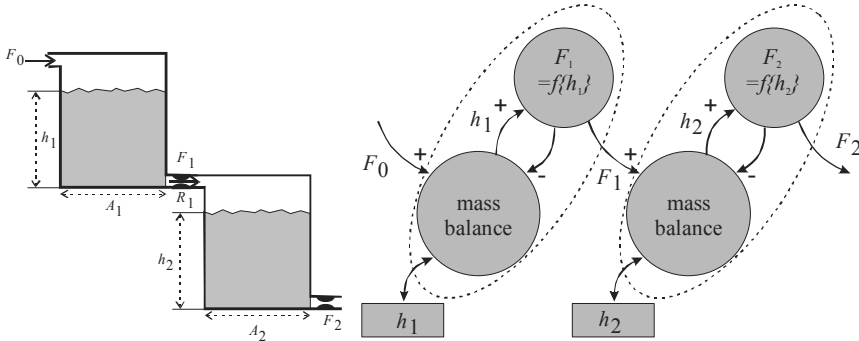 F₀
h₁
F₁
R₁
A₁
h₂
F₂
A₂
F₁
=f{h₁}
+
h₁
+
F₀
-
mass
balance
F₁
h₁
F₂
=f{h₂}
+
h₂
+
-
F₂
mass
balance
h₂